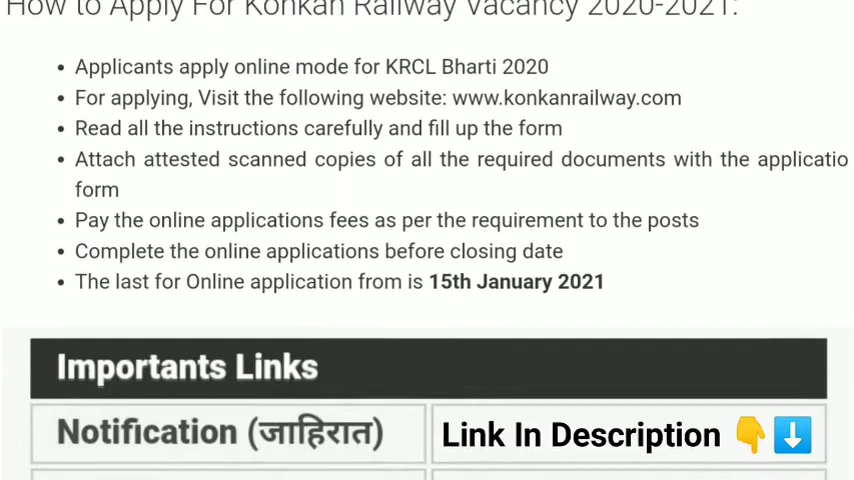 How to Apply For Konkan Railway Vacancy 2020-2021:
Applicants apply online mode for KRCL Bharti 2020
For applying, Visit the following website: www.konkanrailway.com
Read all the instructions carefully and fill up the form
Attach attested scanned copies of all the required documents with the applicatio
form
Pay the online applications fees as per the requirement to the posts
Complete the online applications before closing date
The last for Online application from is 15th January 2021
Importants Links
Notification (जाहिरात) Link In Description 👇⬇️